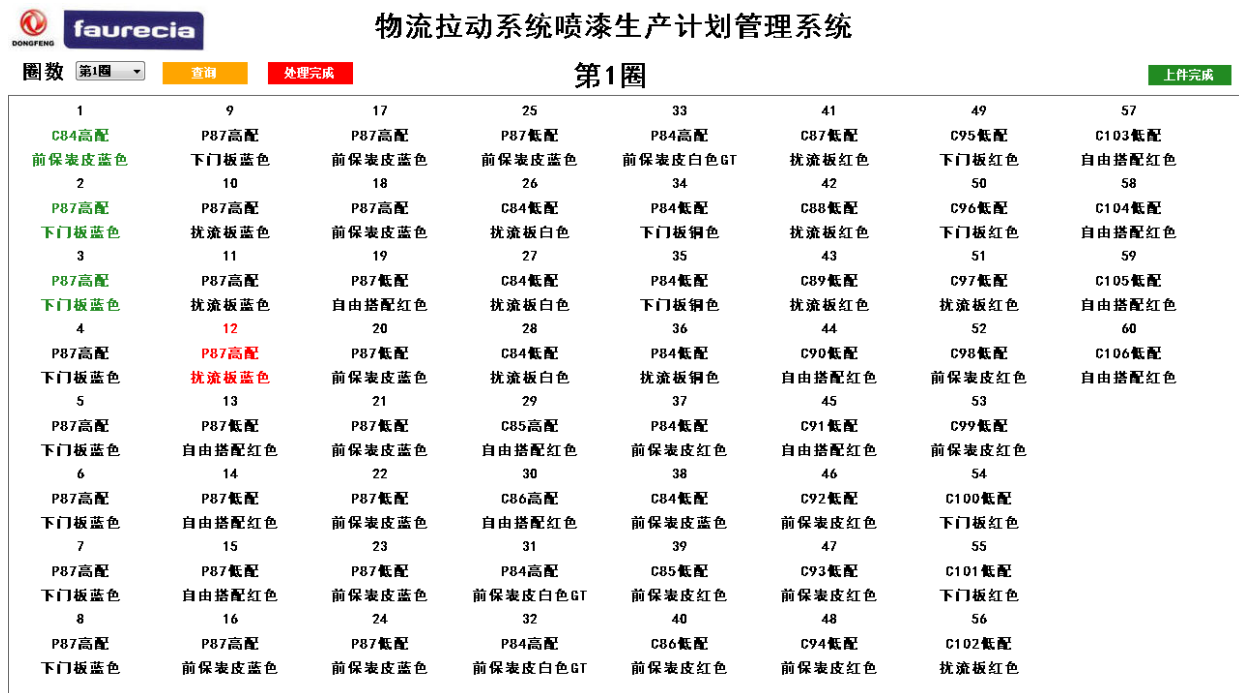 DONGFENG
faurecia
物流拉动系统喷漆生产计划管理系统
圈数 第1圈 查询 处理完成 第1圈 上件完成
1 9 17 25 33 41 49 57
C84高配 P87高配 P87高配 P87低配 P84高配 C87低配 C95低配 C103低配
前保表皮蓝色 下门板蓝色 前保表皮蓝色 前保表皮蓝色 前保表皮白色GT 扰流板红色 下门板红色 自由搭配红色
2 10 18 26 34 42 50 58
P87高配 P87高配 P87高配 C84低配 P84低配 C88低配 C96低配 C104低配
下门板蓝色 扰流板蓝色 前保表皮蓝色 扰流板白色 下门板铜色 扰流板红色 下门板红色 自由搭配红色
3 11 19 27 35 43 51 59
P87高配 P87高配 P87低配 C84低配 P84低配 C89低配 C97低配 C105低配
下门板蓝色 扰流板蓝色 自由搭配红色 扰流板白色 下门板铜色 扰流板红色 扰流板红色 自由搭配红色
4 12 20 28 36 44 52 60
P87高配 P87高配 P87低配 C84低配 P84低配 C90低配 C98低配 C106低配
下门板蓝色 扰流板蓝色 前保表皮蓝色 扰流板白色 扰流板铜色 自由搭配红色 前保表皮红色 自由搭配红色
5 13 21 29 37 45 53
P87高配 P87低配 P87低配 C85高配 P84低配 C91低配 C99低配
下门板蓝色 自由搭配红色 前保表皮蓝色 自由搭配红色 前保表皮红色 自由搭配红色 前保表皮红色
6 14 22 30 38 46 54
P87高配 P87低配 P87低配 C86高配 C84低配 C92低配 C100低配
下门板蓝色 自由搭配红色 前保表皮蓝色 自由搭配红色 前保表皮蓝色 前保表皮红色 下门板红色
7 15 23 31 39 47 55
P87高配 P87低配 P87低配 P84高配 C85低配 C93低配 C101低配
下门板蓝色 自由搭配红色 前保表皮蓝色 前保表皮白色GT 前保表皮红色 前保表皮红色 下门板红色
8 16 24 32 40 48 56
P87高配 P87高配 P87低配 P84高配 C86低配 C94低配 C102低配
下门板蓝色 前保表皮蓝色 前保表皮蓝色 前保表皮白色GT 前保表皮红色 前保表皮红色 扰流板红色